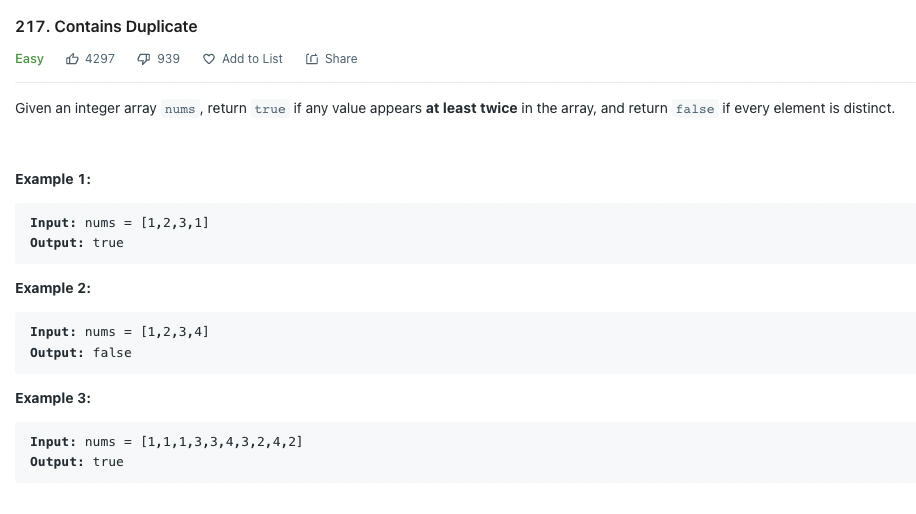 217. Contains Duplicate
Easy 4297 939 Add to List Share
Given an integer array nums, return true if any value appears at least twice in the array, and return false if every element is distinct.
Example 1:
Input: nums = [1,2,3,1]
Output: true
Example 2:
Input: nums = [1,2,3,4]
Output: false
Example 3:
Input: nums = [1,1,1,3,3,4,3,2,4,2]
Output: true